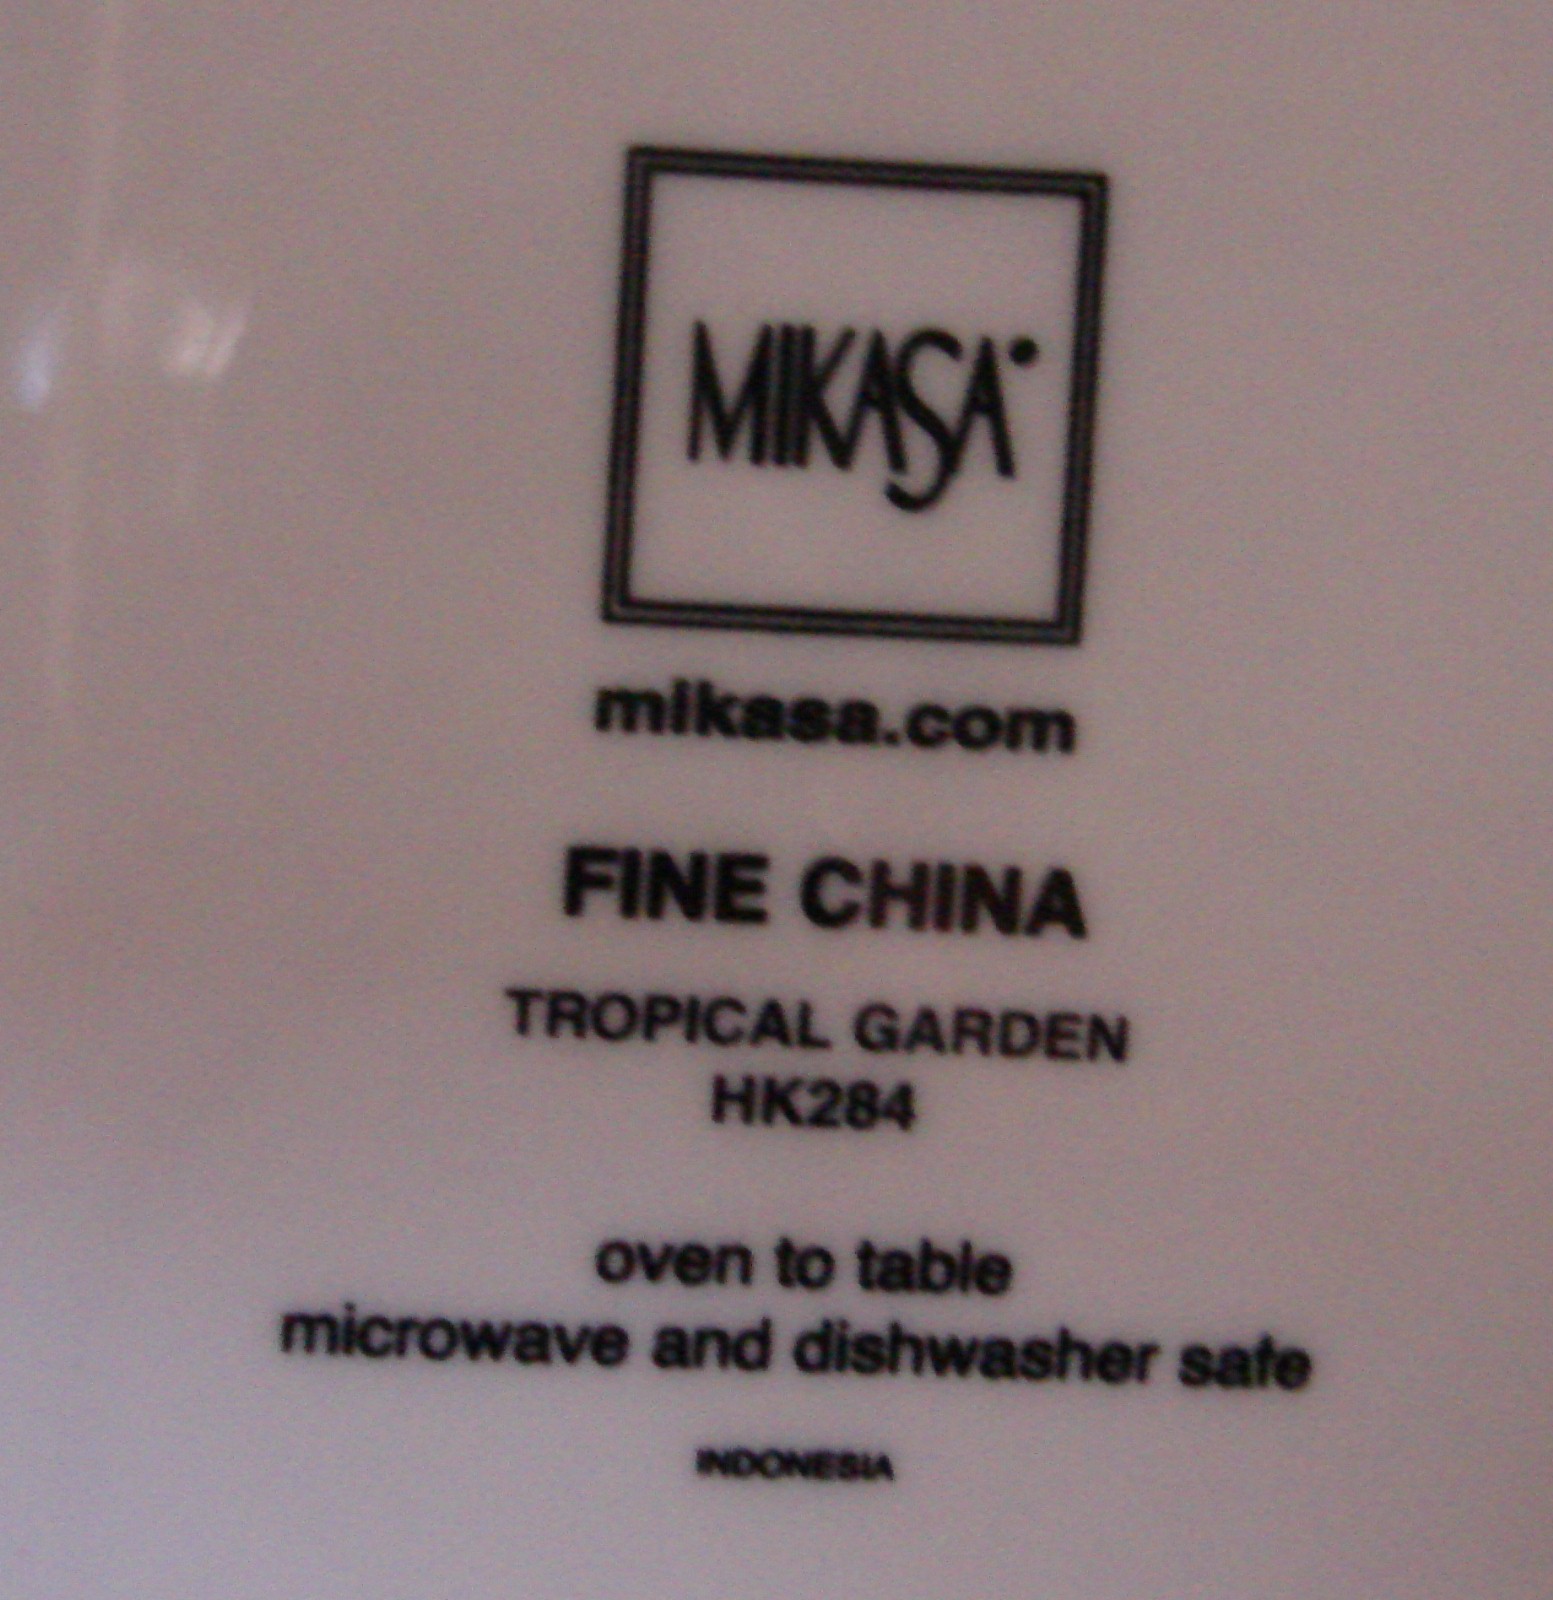 MIKASA
mikasa.com
FINE CHINA
TROPICAL GARDEN
HK284
oven to table
microwave and dishwasher safe
INDONESIA